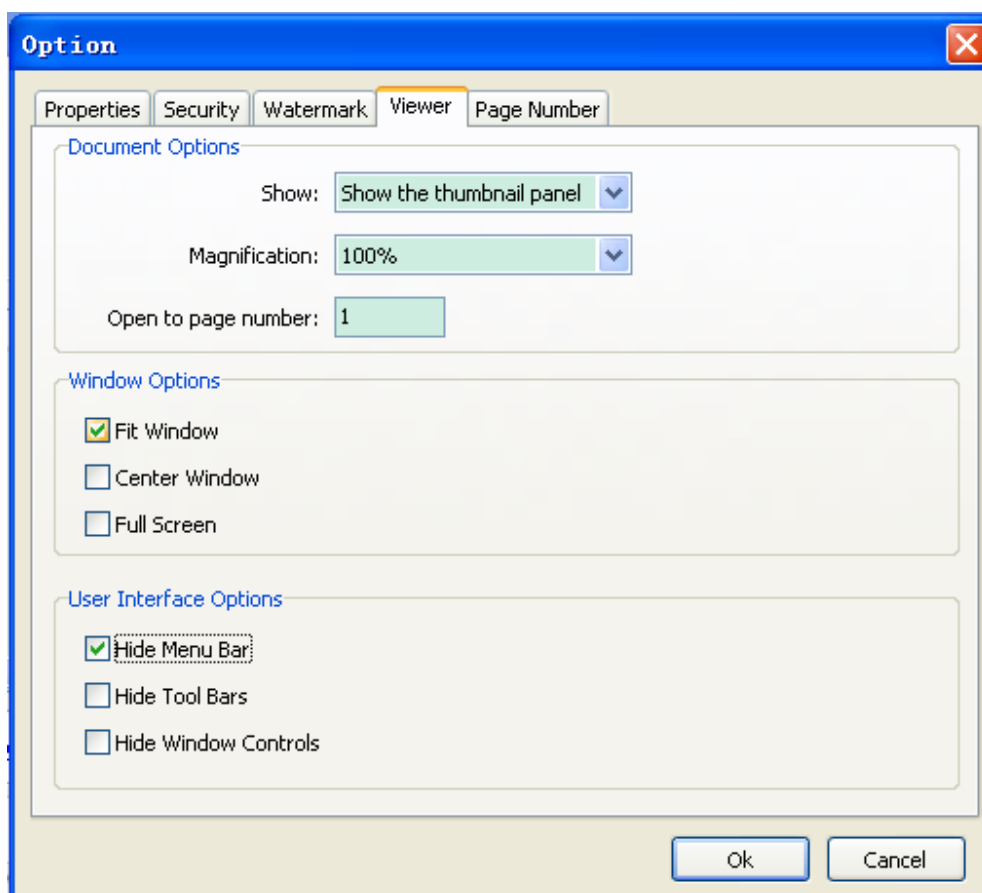 Option
Properties Security Watermark Viewer Page Number
Document Options
Show: Show the thumbnail panel
Magnification: 100%
Open to page number: 1
Window Options
Fit Window
Center Window
Full Screen
User Interface Options
Hide Menu Bar
Hide Tool Bars
Hide Window Controls
Ok Cancel